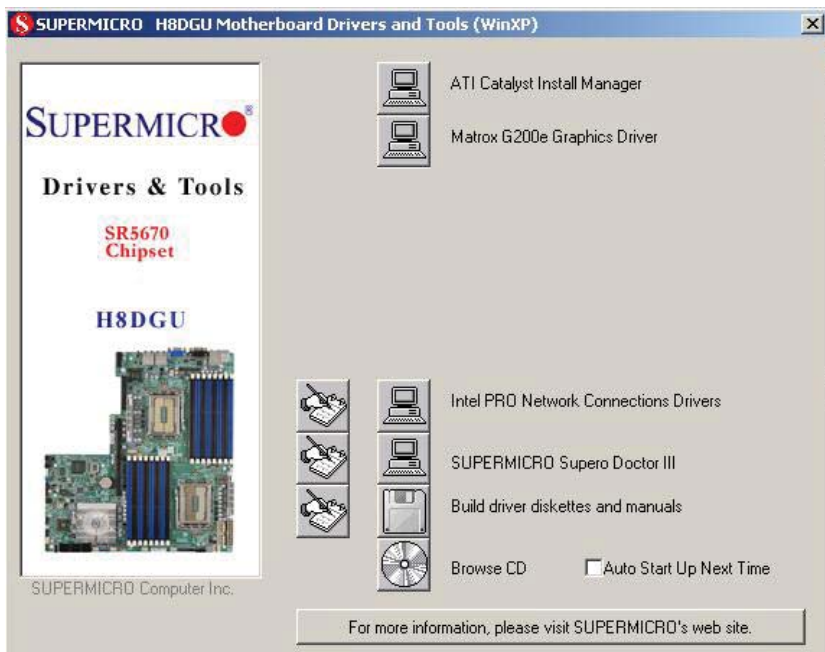 SUPERMICRO H8DGU Motherboard Drivers and Tools (WinXP)
SUPERMICRO®
Drivers & Tools
SR5670
Chipset
H8DGU
SUPERMICRO Computer Inc.
ATI Catalyst Install Manager
Matrox G200e Graphics Driver
Intel PRO Network Connections Drivers
SUPERMICRO Supero Doctor III
Build driver diskettes and manuals
Browse CD Auto Start Up Next Time
For more information, please visit SUPERMICRO's web site.